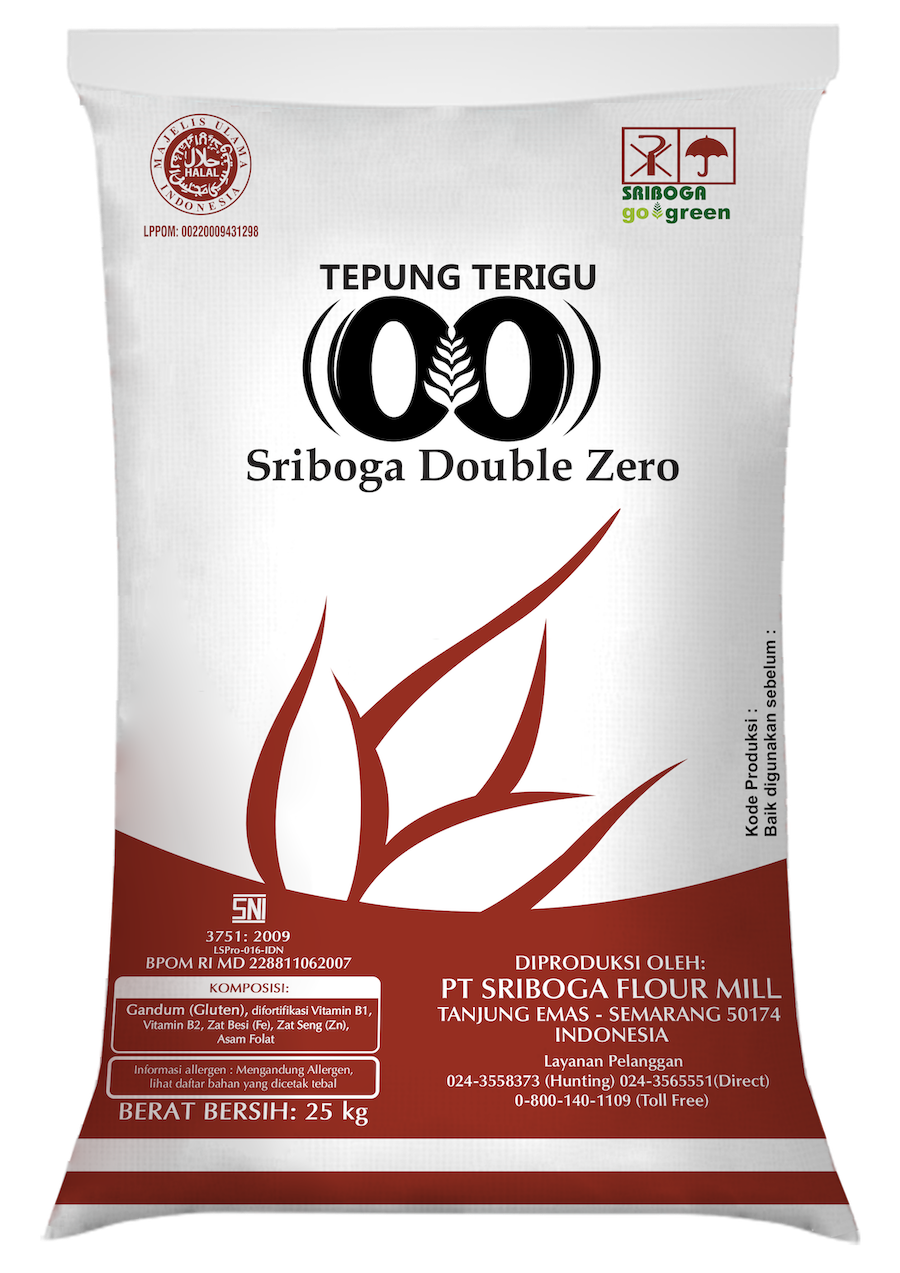 MAJELIS ULAMA
حلال
HALAL
INDONESIA
LPPOM: 00220009431298
SRIBOGA
go green
TEPUNG TERIGU
00
Sriboga Double Zero
Kode Produksi :
Baik digunakan sebelum :
SNI
3751: 2009
LSPro-016-IDN
BPOM RI MD 228811062007
KOMPOSISI:
Gandum (Gluten), difortifikasi Vitamin B1,
Vitamin B2, Zat Besi (Fe), Zat Seng (Zn),
Asam Folat
Informasi allergen : Mengandung Allergen,
lihat daftar bahan yang dicetak tebal
BERAT BERSIH: 25 kg
DIPRODUKSI OLEH:
PT SRIBOGA FLOUR MILL
TANJUNG EMAS - SEMARANG 50174
INDONESIA
Layanan Pelanggan
024-3558373 (Hunting) 024-3565551(Direct)
0-800-140-1109 (Toll Free)